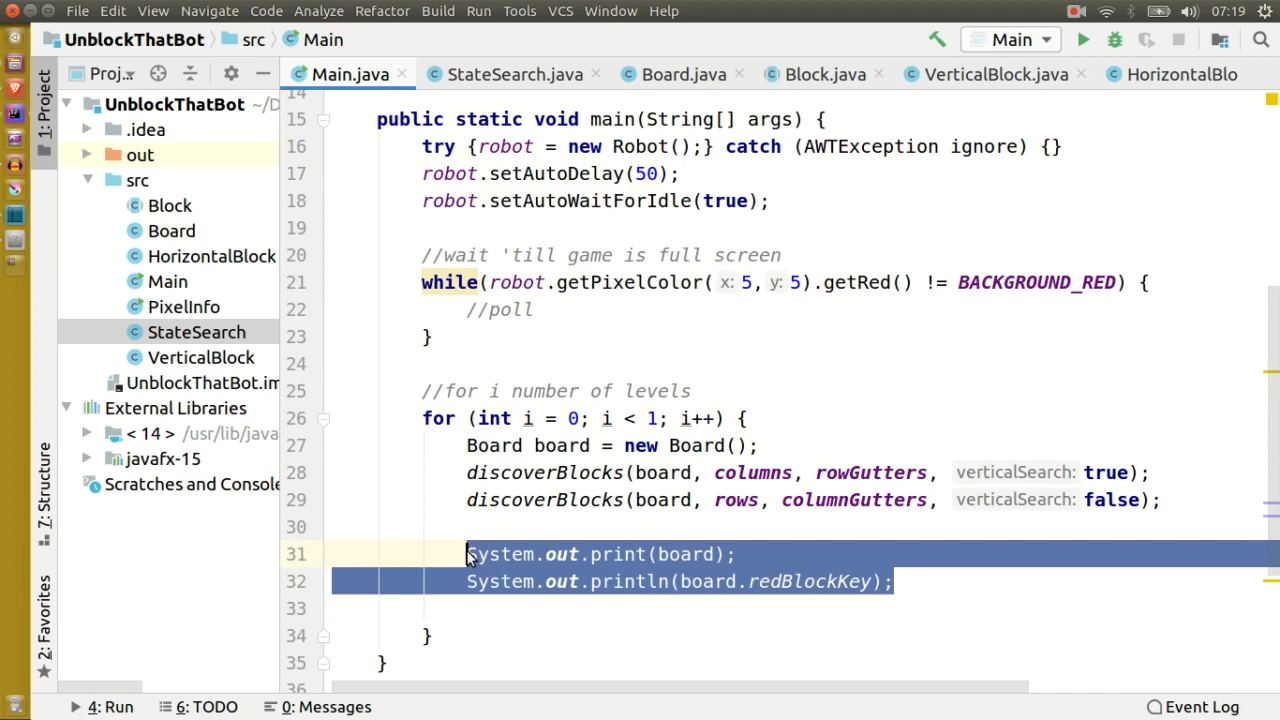 File Edit View Navigate Code Analyze Refactor Build Run Tools VCS Window Help 07:19
UnblockThatBot src Main Main
1: Project Proj... Main.java StateSearch.java Board.java Block.java VerticalBlock.java HorizontalBlo
UnblockThatBot ~/D
.idea
out
src
Block
Board
HorizontalBlock
Main
PixelInfo
StateSearch
VerticalBlock
UnblockThatBot.im
External Libraries
< 14 > /usr/lib/java
javafx-15
Scratches and Console
7: Structure
2: Favorites
14
15 public static void main(String[] args) {
16 try {robot = new Robot();} catch (AWTException ignore) {}
17 robot.setAutoDelay(50);
18 robot.setAutoWaitForIdle(true);
19
20 //wait 'till game is full screen
21 while(robot.getPixelColor( x: 5, y: 5).getRed() != BACKGROUND_RED) {
22 //poll
23 }
24
25 //for i number of levels
26 for (int i = 0; i < 1; i++) {
27 Board board = new Board();
28 discoverBlocks(board, columns, rowGutters, verticalSearch: true);
29 discoverBlocks(board, rows, columnGutters, verticalSearch: false);
30
31 System.out.print(board);
32 System.out.println(board.redBlockKey);
33
34 }
35 }
36
4: Run 6: TODO 0: Messages Event Log